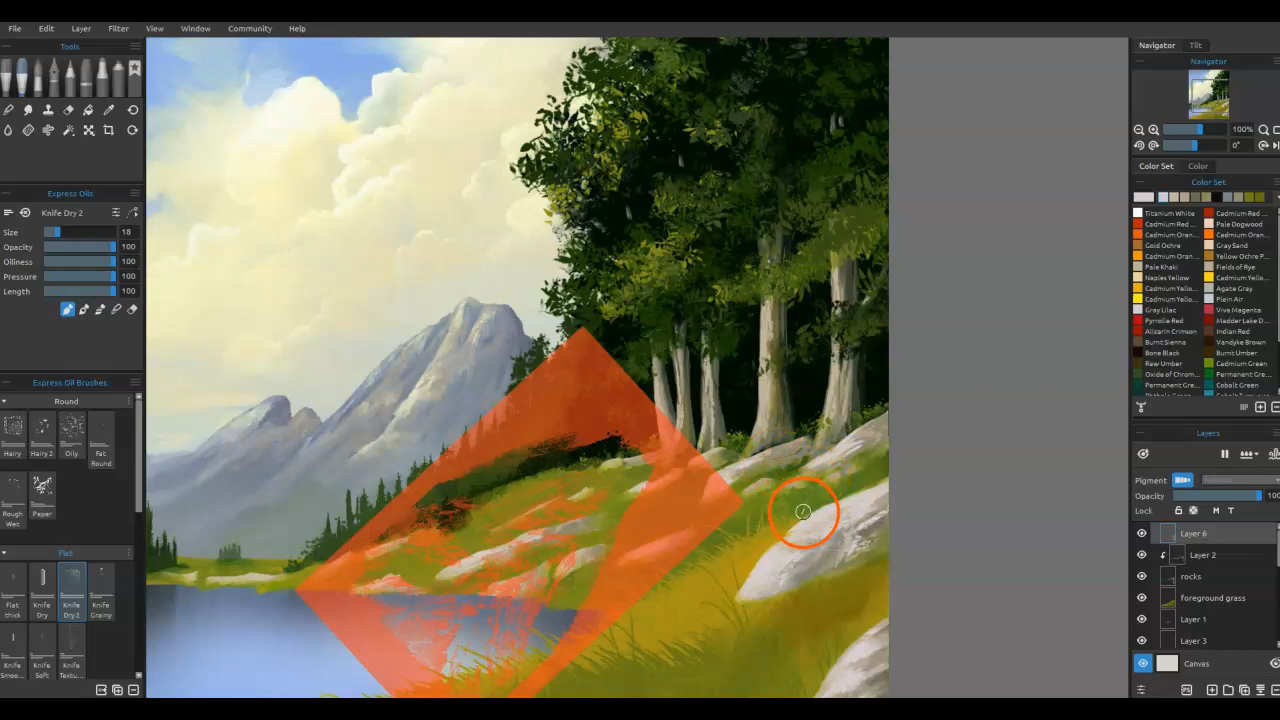 File Edit Layer Filter View Window Community Help
Tools
Express Oils
Knife Dry 2
Size 18
Opacity 100
Oiliness 100
Pressure 100
Length 100
Express Oil Brushes
Round
Hairy Hairy 2 Oily Fat Round
Rough Wet Paper
Flat
Flat thick Knife Dry Knife Dry 2 Knife Grainy
Knife Smoo... Knife Soft Knife Textu...
Navigator Tilt
Navigator
100%
0°
Color Set Color
Color Set
Titanium White Cadmium Red ...
Cadmium Red ... Pale Dogwood
Cadmium Oran... Cadmium Oran...
Gold Ochre Gray Sand
Cadmium Oran... Yellow Ochre P...
Pale Khaki Fields of Rye
Naples Yellow Cadmium Yello...
Cadmium Yello... Agate Gray
Cadmium Yello... Plein Air
Gray Lilac Viva Magenta
Pyrrole Red Madder Lake D...
Alizarin Crimson Indian Red
Burnt Sienna Vandyke Brown
Bone Black Burnt Umber
Raw Umber Cadmium Green
Oxide of Chrom... Permanent Gre...
Permanent Gre... Cobalt Green
Layers
Pigment
Opacity 100
Lock M T
Layer 6
Layer 2
rocks
foreground grass
Layer 1
Layer 3
Canvas
PS